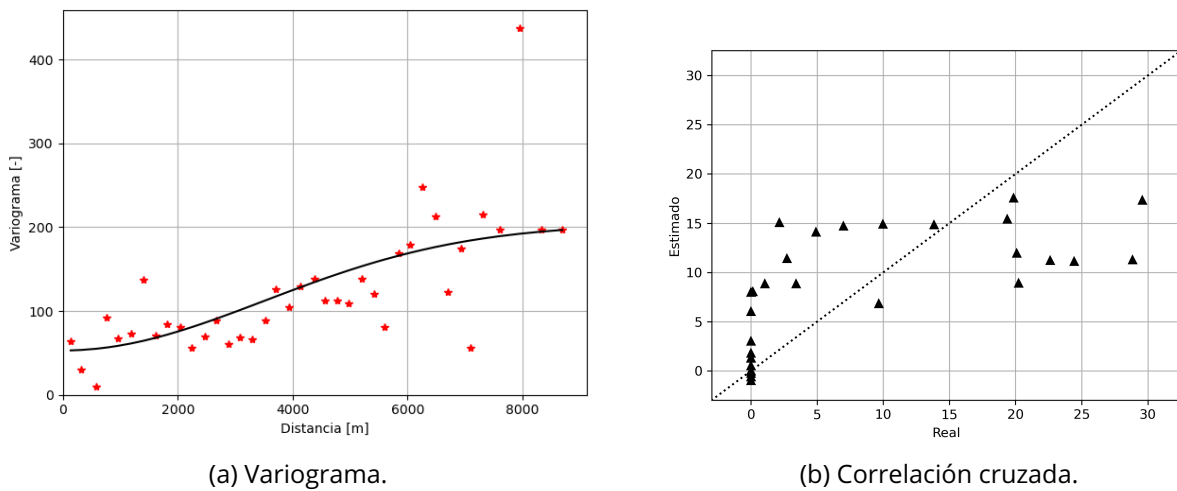 400
300
200
100
0
Variograma [-]
0 2000 4000 6000 8000
Distancia [m]
(a) Variograma.
30
25
20
15
10
5
0
Estimado
0 5 10 15 20 25 30
Real
(b) Correlación cruzada.